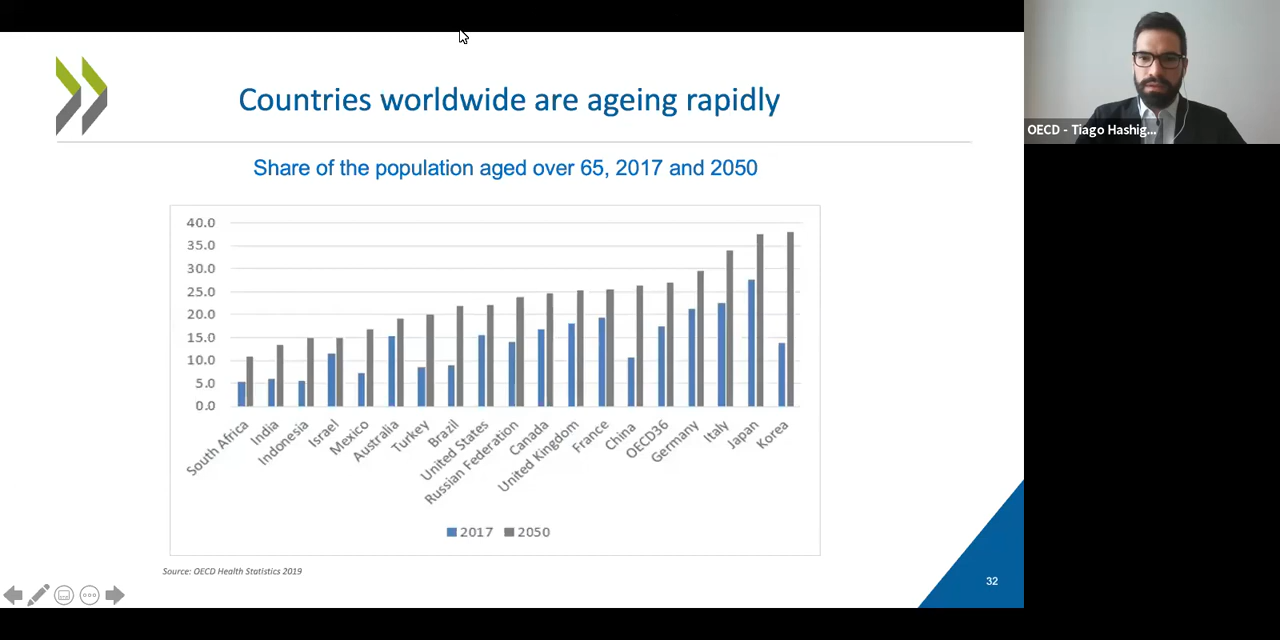 Countries worldwide are ageing rapidly
Share of the population aged over 65, 2017 and 2050
40.0
35.0
30.0
25.0
20.0
15.0
10.0
5.0
0.0
South Africa
India
Indonesia
Israel
Mexico
Australia
Turkey
Brazil
United States
Russian Federation
Canada
United Kingdom
France
China
OECD36
Germany
Italy
Japan
Korea
2017 2050
Source: OECD Health Statistics 2019
32
OECD - Tiago Hashig...